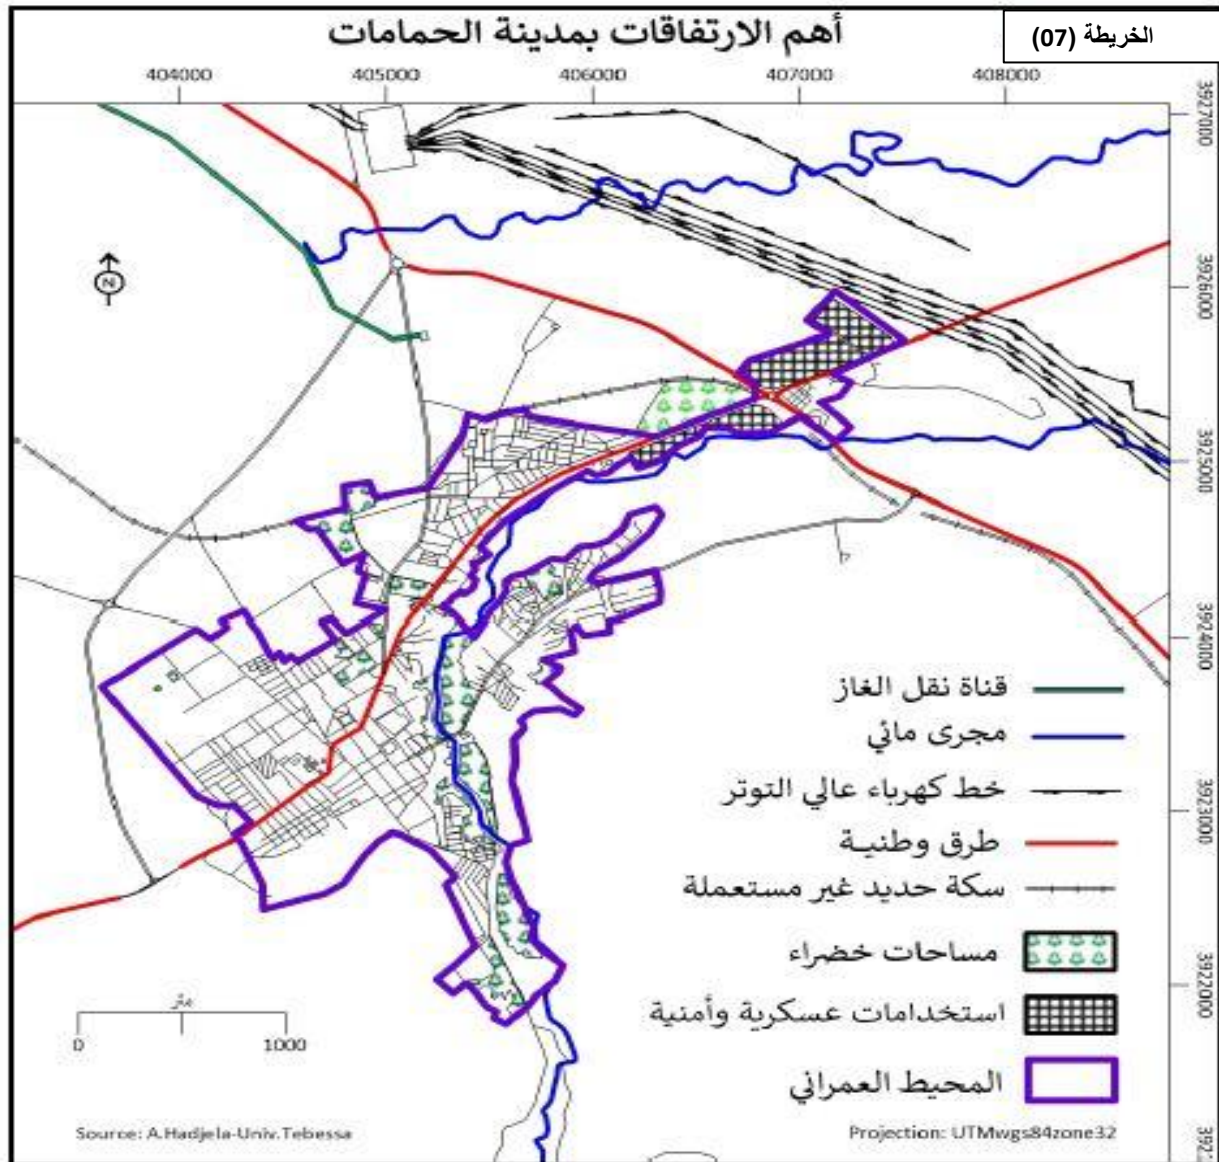 الخريطة (07)
أهم الارتفاقات بمدينة الحمامات
404000 405000 406000 407000 408000
3927000
3926000
3925000
3924000
3923000
3922000
N
قناة نقل الغاز
مجرى مائي
خط كهرباء عالي التوتر
طرق وطنيـة
سكة حديد غير مستعملة
مساحات خضراء
استخدامات عسكرية وأمنية
المحيط العمراني
متر
0 1000
Source: A.Hadjela-Univ.Tebessa
Projection: UTMwgs84zone32